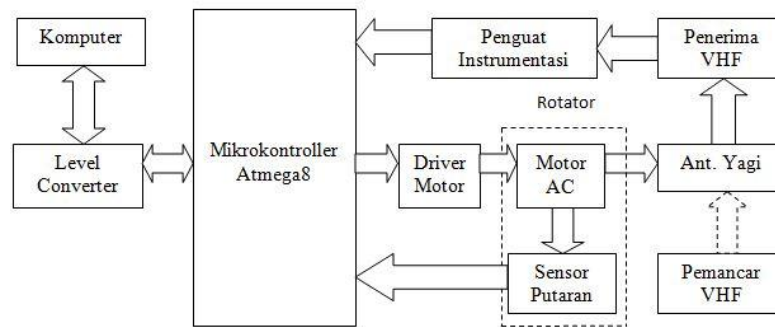 Komputer
Penguat
Instrumentasi
Penerima
VHF
Rotator
Level
Converter
Mikrokontroller
Atmega8
Driver
Motor
Motor
AC
Ant. Yagi
Sensor
Putaran
Pemancar
VHF